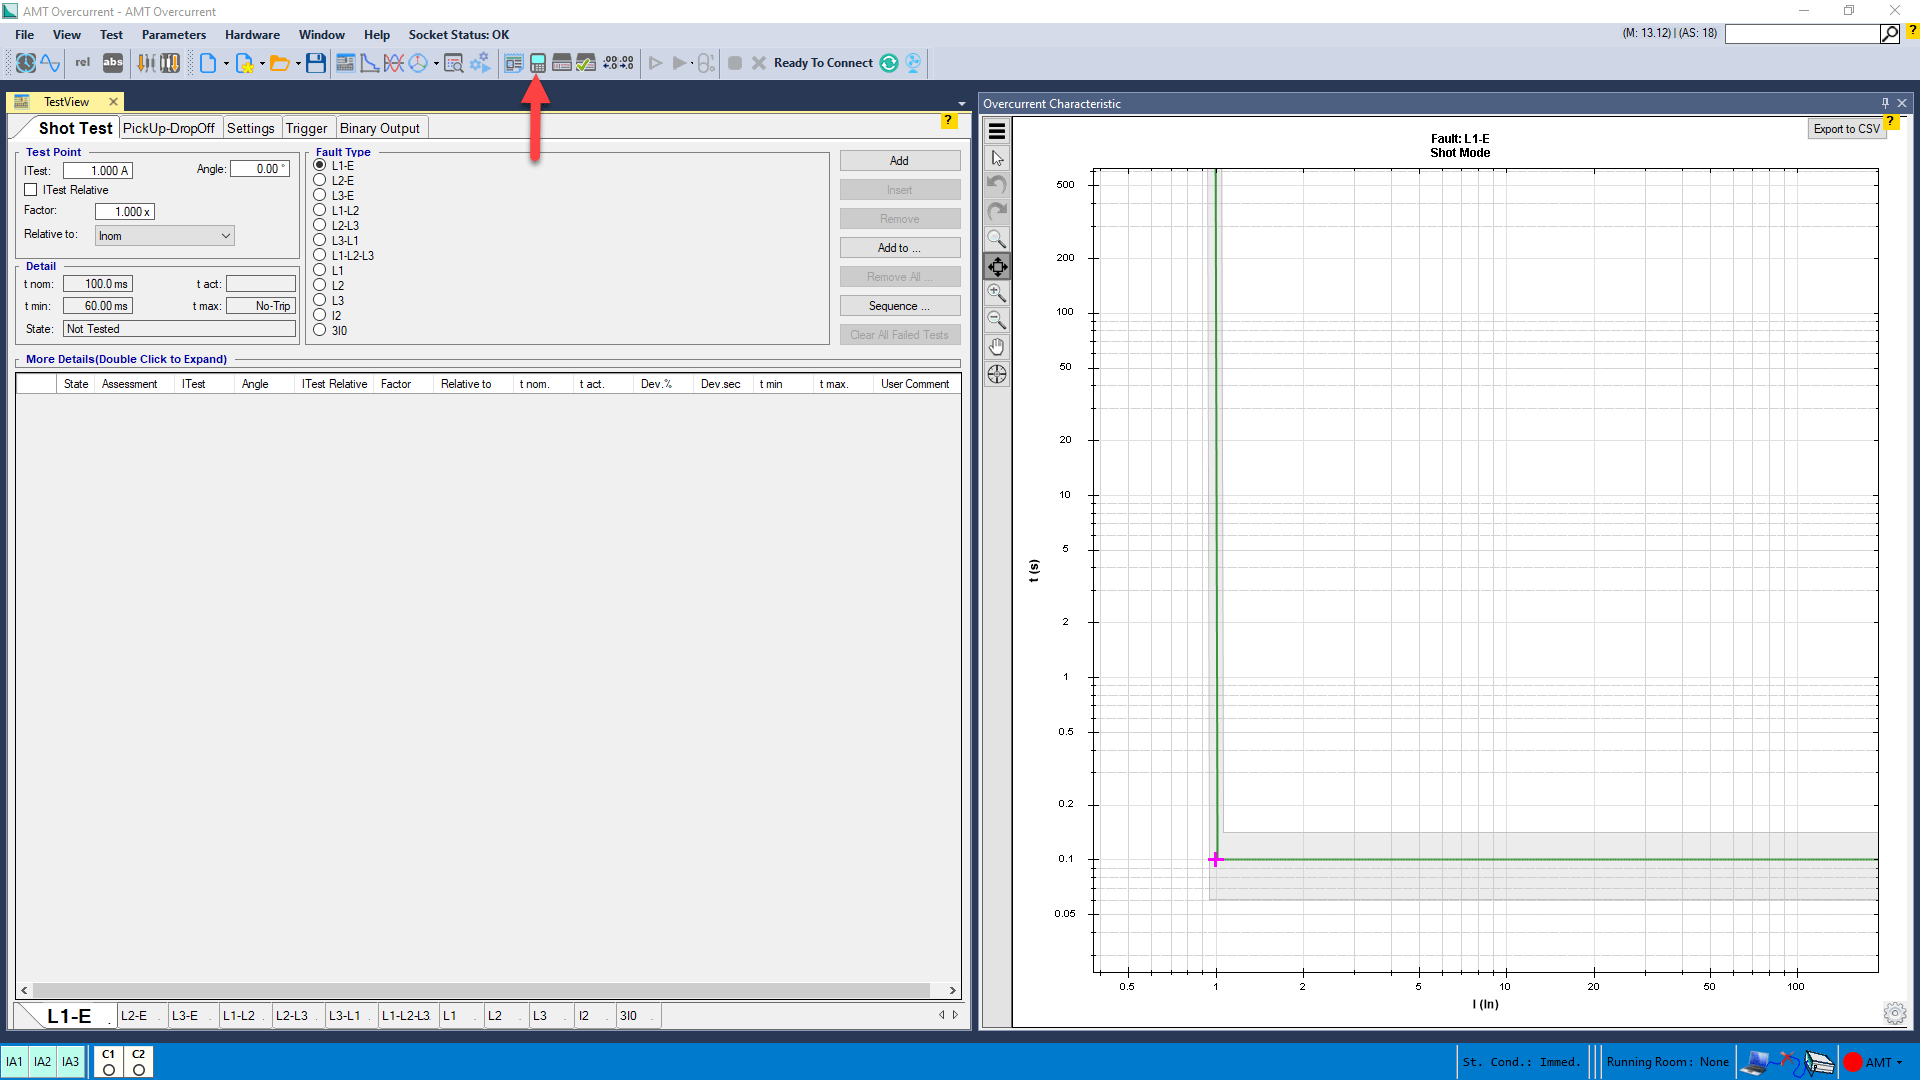 AMT Overcurrent - AMT Overcurrent
File View Test Parameters Hardware Window Help Socket Status: OK
(M: 13.12) | (AS: 18)
?
rel abs Ready To Connect
TestView
Shot Test PickUp-DropOff Settings Trigger Binary Output
?
Test Point
ITest: 1.000 A Angle: 0.00 °
ITest Relative
Factor: 1.000 x
Relative to: Inom
Detail
t nom: 100.0 ms t act:
t min: 60.00 ms t max: No-Trip
State: Not Tested
Fault Type
L1-E
L2-E
L3-E
L1-L2
L2-L3
L3-L1
L1-L2-L3
L1
L2
L3
I2
3I0
Add
Insert
Remove
Add to ...
Remove All ...
Sequence ...
Clear All Failed Tests
More Details(Double Click to Expand)
State Assessment ITest Angle ITest Relative Factor Relative to t nom. t act. Dev.% Dev.sec t min t max. User Comment
L1-E L2-E L3-E L1-L2 L2-L3 L3-L1 L1-L2-L3 L1 L2 L3 I2 3I0
Overcurrent Characteristic
Export to CSV
?
Fault: L1-E
Shot Mode
500
200
100
50
20
10
5
2
1
0.5
0.2
0.1
0.05
t (s)
0.5 1 2 5 10 20 50 100
I (In)
IA1 IA2 IA3 C1 C2
St. Cond.: Immed. Running Room: None AMT